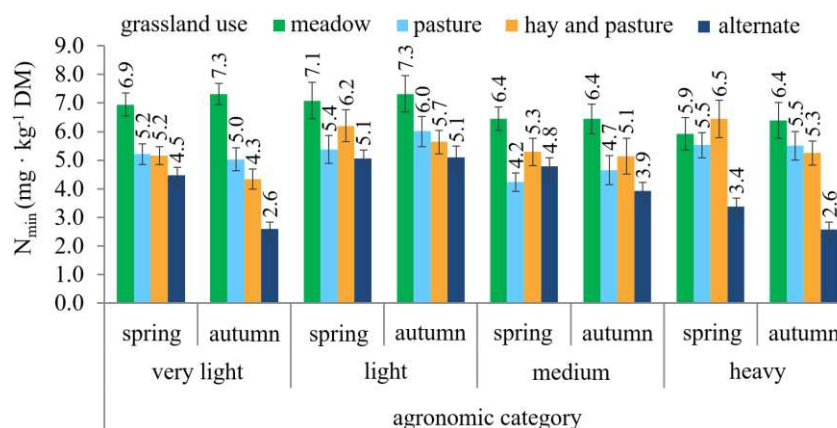 grassland use meadow pasture hay and pasture alternate
N_min (mg · kg⁻¹ DM)
9.0
8.0
7.0
6.0
5.0
4.0
3.0
2.0
1.0
0.0
6.9 5.2 5.2 4.5 7.3 5.0 4.3 2.6 7.1 5.4 6.2 5.1 7.3 6.0 5.7 5.1 6.4 4.2 5.3 4.8 6.4 4.7 5.1 3.9 5.9 5.5 6.5 3.4 6.4 5.5 5.3 2.6
spring autumn spring autumn spring autumn spring autumn
very light light medium heavy
agronomic category